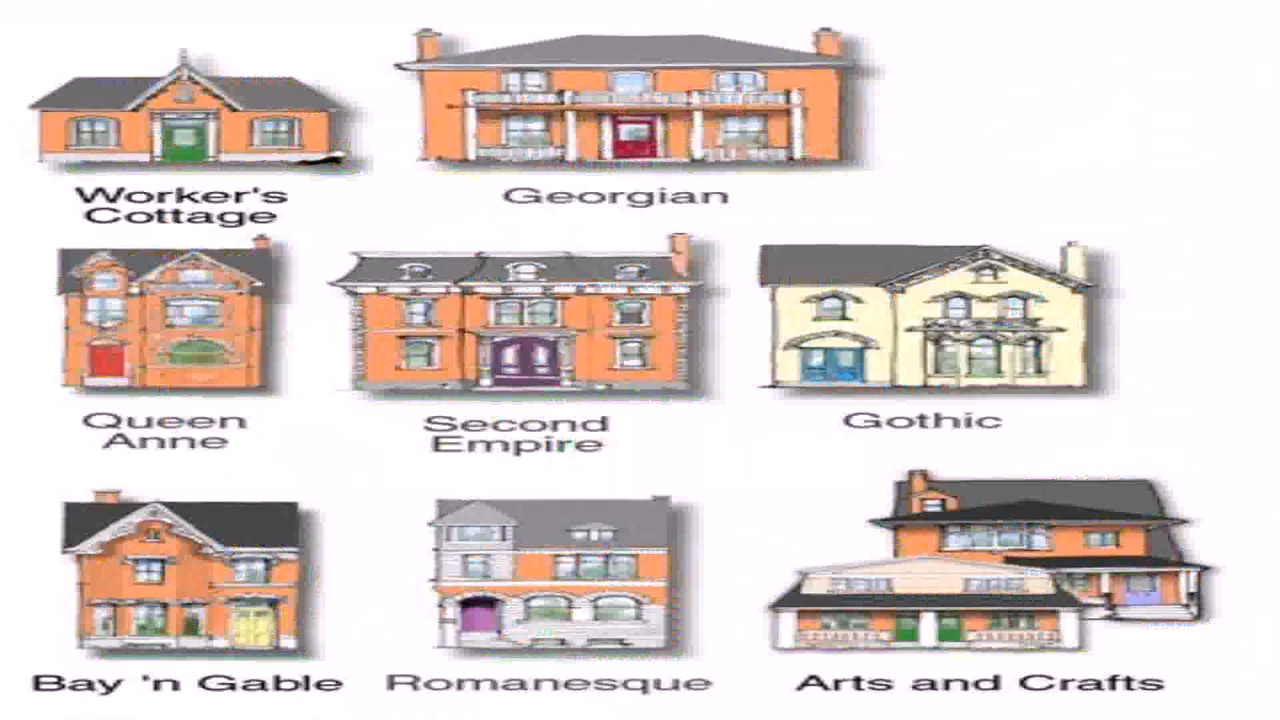 Worker's
Cottage
Georgian
Queen
Anne
Second
Empire
Gothic
Bay 'n Gable
Romanesque
Arts and Crafts